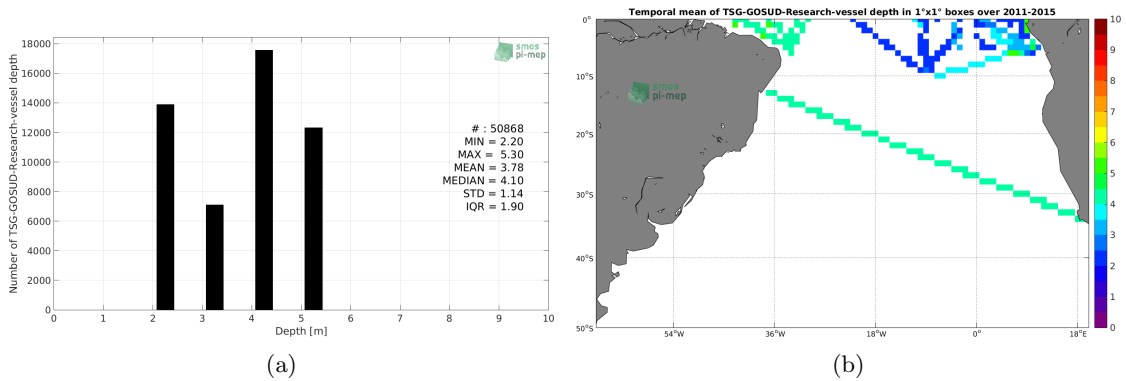 18000
16000
14000
12000
10000
8000
6000
4000
2000
0
Number of TSG-GOSUD-Research-vessel depth
smos
pi-mep
# : 50868
MIN = 2.20
MAX = 5.30
MEAN = 3.78
MEDIAN = 4.10
STD = 1.14
IQR = 1.90
0 1 2 3 4 5 6 7 8 9 10
Depth [m]
(a)
Temporal mean of TSG-GOSUD-Research-vessel depth in 1°x1° boxes over 2011-2015
0°
10°S
20°S
30°S
40°S
50°S
smos
pi-mep
54°W 36°W 18°W 0° 18°E
10
9
8
7
6
5
4
3
2
1
0
(b)